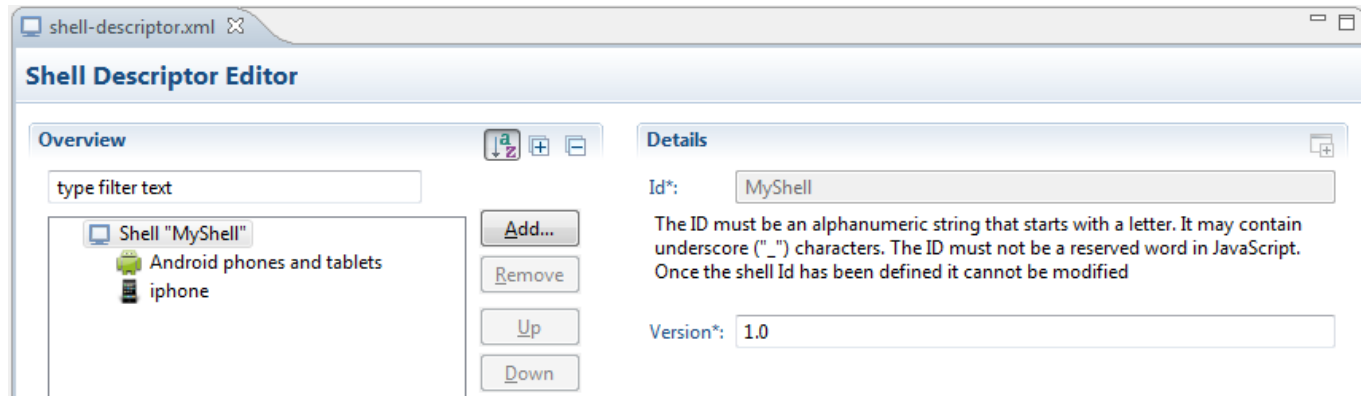 shell-descriptor.xml
Shell Descriptor Editor
Overview
type filter text
Shell "MyShell"
Android phones and tablets
iphone
Add...
Remove
Up
Down
Details
Id*: MyShell
The ID must be an alphanumeric string that starts with a letter. It may contain
underscore ("_") characters. The ID must not be a reserved word in JavaScript.
Once the shell Id has been defined it cannot be modified
Version*: 1.0